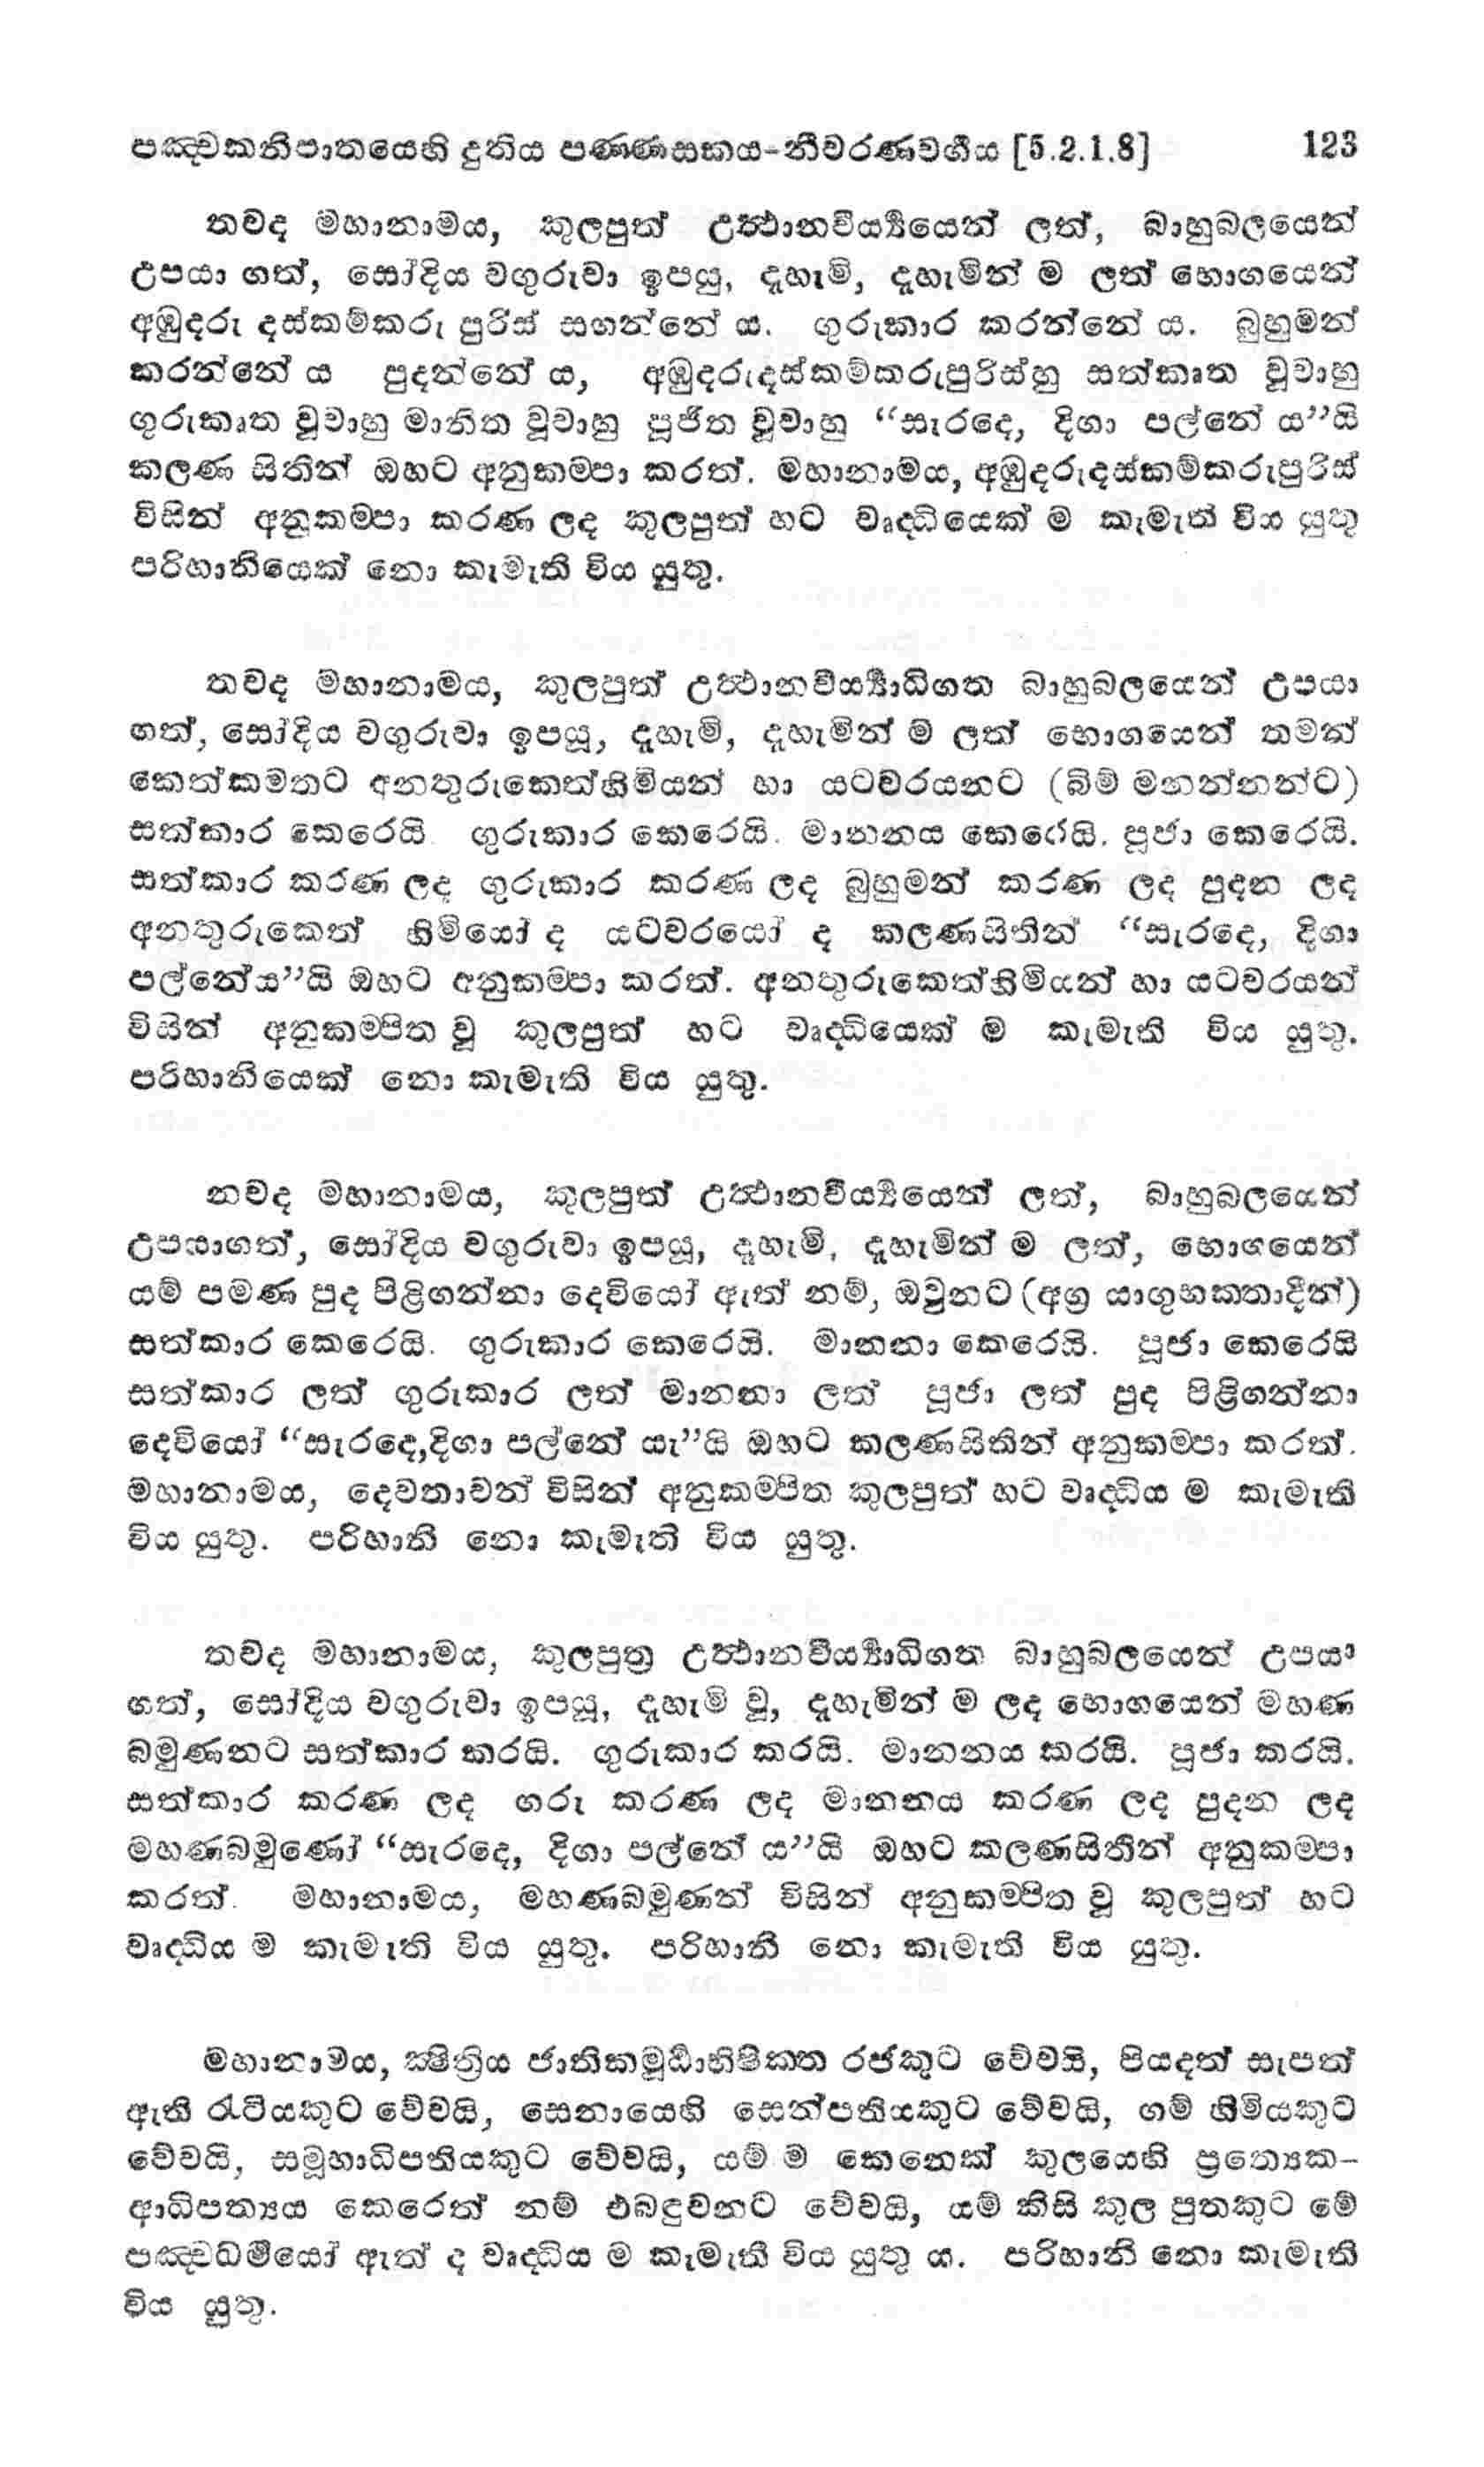 පඤ්චකනිපාතයෙහි දුතිය පණ්ණාසකය-නීවරණවර්ගය [5.2.1.8] 123
තවද මහානාමය, කුලපුත් උත්ථානවීර්ය්‍යයෙන් ලත්, බාහුබලයෙන්
උපයා ගත්, සෝදිය වගුරුවා ඉපයු, දැහැමි, දැහැමින් ම ලත් භොගයෙන්
අඹුදරු දස්කම්කරු පුරිස් සහන්නේ ය. ගුරුකාර කරන්නේ ය. බුහුමන්
කරන්නේ ය පුදන්නේ ය, අඹුදරුදස්කම්කරුපුරිස්හු සත්කෘත වූවාහු
ගුරුකෘත වූවාහු මානිත වූවාහු පූජිත වූවාහු “සැරදෙ, දිගා පල්නේ ය”යි
කලණ සිතින් ඔහට අනුකම්පා කරත්. මහානාමය, අඹුදරුදස්කම්කරුපුරිස්
විසින් අනුකම්පා කරණ ලද කුලපුත් හට වෘද්ධියෙක් ම කැමැති විය යුතු
පරිහානියෙක් නො කැමැති විය යුතු.
තවද මහානාමය, කුලපුත් උත්ථානවීර්ය්‍යාධිගත බාහුබලයෙන් උපයා
ගත්, සෝදිය වගුරුවා ඉපයූ, දැහැමි, දැහැමින් ම ලත් භොගයෙන් තමන්
කෙත්කමතට අනතුරුකෙත්හිමියන් හා යටවරයනට (බිම් මනන්නන්ට)
සත්කාර කෙරෙයි. ගුරුකාර කෙරෙයි. මානනය කෙරෙයි. පූජා කෙරෙයි.
සත්කාර කරණ ලද ගුරුකාර කරණ ලද බුහුමන් කරණ ලද පුදන ලද
අනතුරුකෙත් හිමියෝ ද යටවරයෝ ද කලණසිතින් “සැරදෙ, දිගා
පල්නේය”යි ඔහට අනුකම්පා කරත්. අනතුරුකෙත්හිමියන් හා යටවරයන්
විසින් අනුකම්පිත වූ කුලපුත් හට වෘද්ධියෙක් ම කැමැති විය යුතු.
පරිහානියෙක් නො කැමැති විය යුතු.
තවද මහානාමය, කුලපුත් උත්ථානවීර්ය්‍යයෙන් ලත්, බාහුබලයෙන්
උපයාගත්, සෝදිය වගුරුවා ඉපයූ, දැහැමි, දැහැමින් ම ලත්, භොගයෙන්
යම් පමණ පුද පිළිගන්නා දෙවියෝ ඇත් නම්, ඔවුනට (අග්‍ර යාගුභකතාදීන්)
සත්කාර කෙරෙයි. ගුරුකාර කෙරෙයි. මානනා කෙරෙයි. පූජා කෙරෙයි
සත්කාර ලත් ගුරුකාර ලත් මානනා ලත් පූජා ලත් පුද පිළිගන්නා
දෙවියෝ “සැරදෙ,දිගා පල්නේ යැ”යි ඔහට කලණසිතින් අනුකම්පා කරත්.
මහානාමය, දෙවතාවන් විසින් අනුකම්පිත කුලපුත් හට වෘද්ධිය ම කැමැති
විය යුතු. පරිහානි නො කැමැති විය යුතු.
තවද මහානාමය, කුලපුත්‍ර උත්ථානවීර්ය්‍යාධිගත බාහුබලයෙන් උපයා
ගත්, සෝදිය වගුරුවා ඉපයූ, දැහැමි වූ, දැහැමින් ම ලද භොගයෙන් මහණ
බමුණනට සත්කාර කරයි. ගුරුකාර කරයි. මානනය කරයි. පූජා කරයි.
සත්කාර කරණ ලද ගරු කරණ ලද මානනය කරණ ලද පුදන ලද
මහණබමුණෝ “සැරදෙ, දිගා පල්නේ ය”යි ඔහට කලණසිතින් අනුකම්පා
කරත්. මහානාමය, මහණබමුණන් විසින් අනුකම්පිත වූ කුලපුත් හට
වෘද්ධිය ම කැමැති විය යුතු. පරිහානි නො කැමැති විය යුතු.
මහානාමය, ක්ෂිත්‍රිය ජාතිකමූර්ඩාභිෂික්ත රජකුට වේවයි, පියදත් සැපත්
ඇති රැටියකුට වේවයි, සෙනායෙහි සෙන්පතියකුට වේවයි, ගම් හිමියකුට
වේවයි, සමූහාධිපතියකුට වේවයි, යම් ම කෙනෙක් කුලයෙහි ප්‍රත්‍යෙක-
ආධිපත්‍යය කෙරෙත් නම් එබඳුවනට වේවයි, යම් කිසි කුල පුතකුට මේ
පඤ්චධර්මයෝ ඇත් ද වෘද්ධිය ම කැමැති විය යුතු ය. පරිහානි නො කැමැති
විය යුතු.